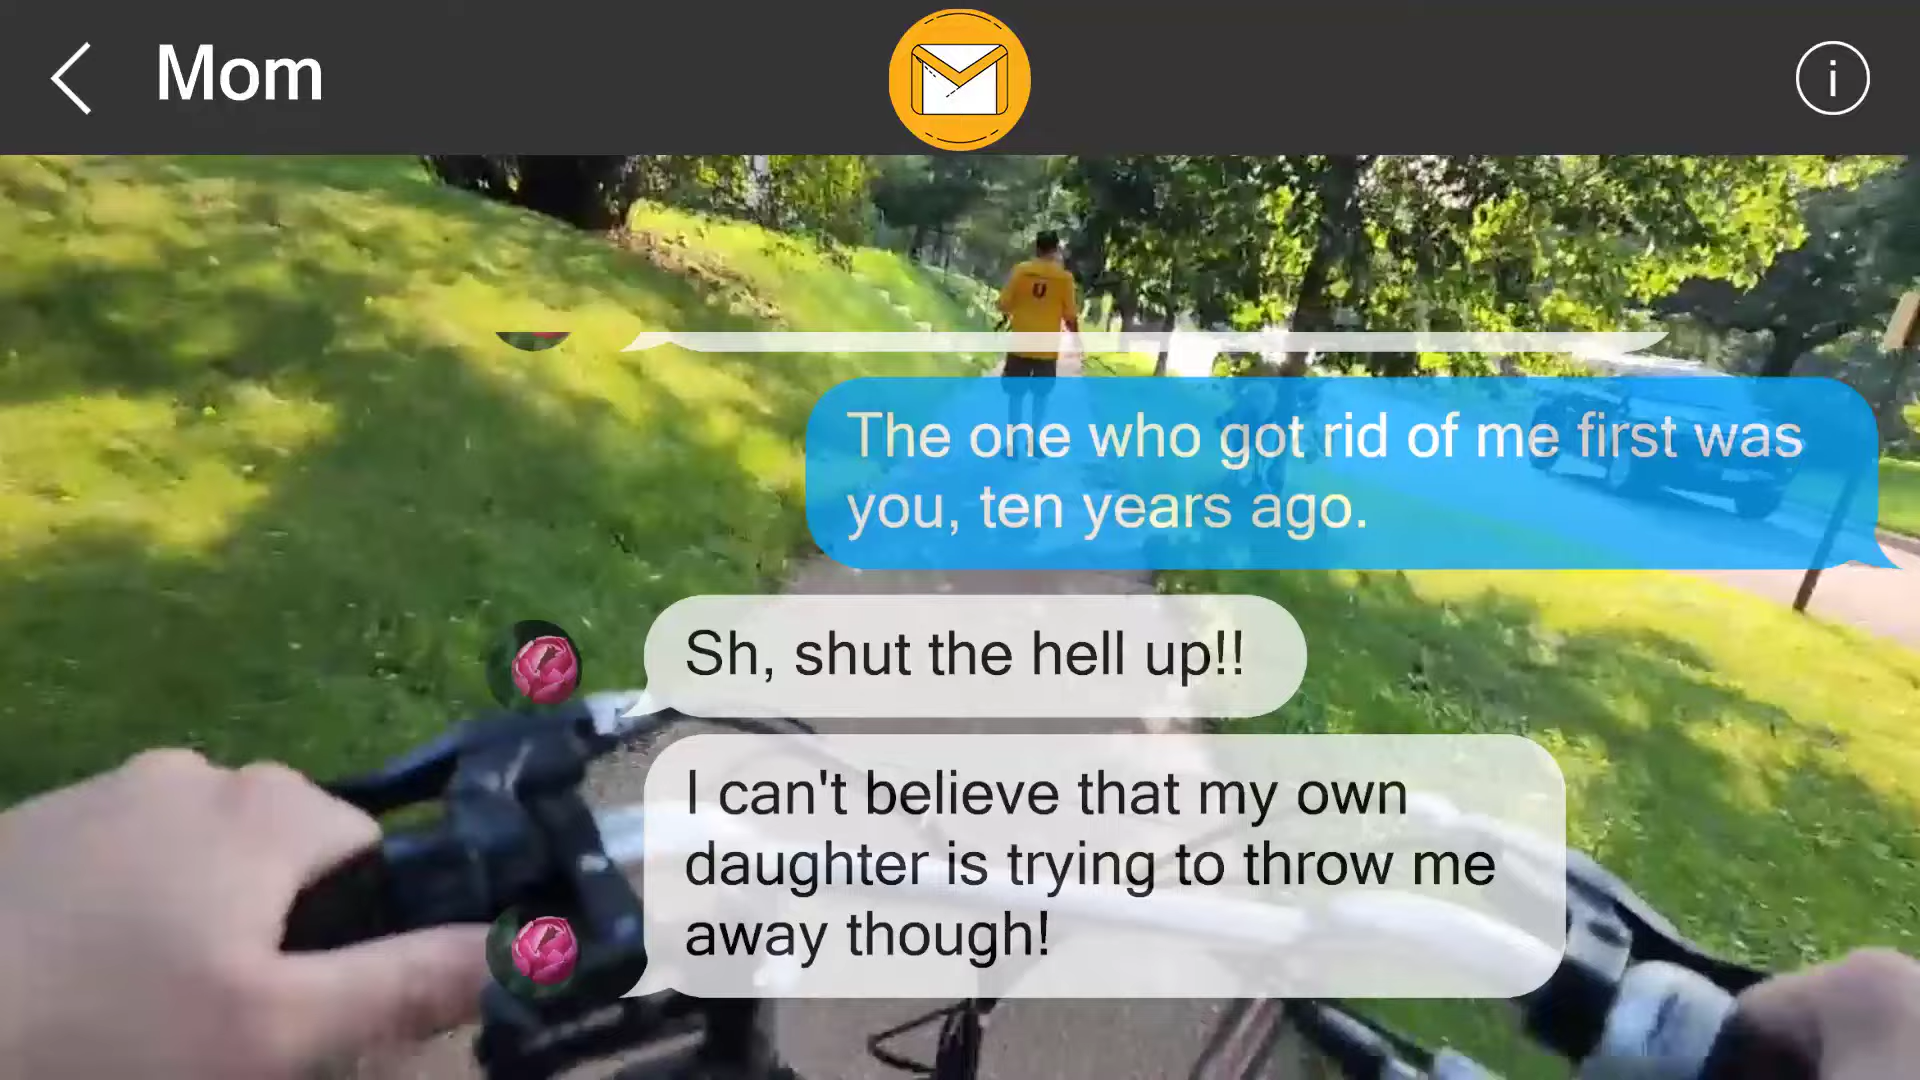 Mom
i
U
The one who got rid of me first was
you, ten years ago.
Sh, shut the hell up!!
I can't believe that my own
daughter is trying to throw me
away though!